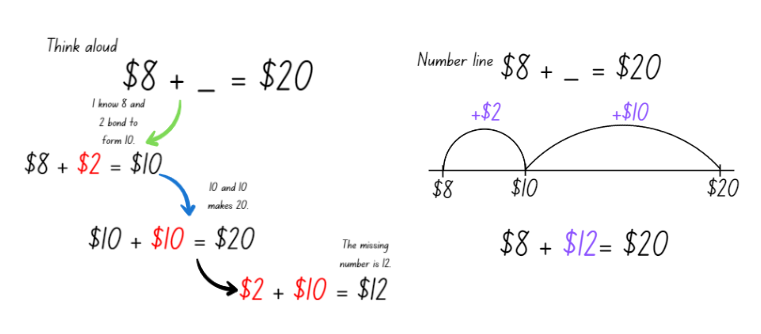 Think aloud
$8 + _ = $20
I know 8 and
2 bond to
form 10.
$8 + $2 = $10
10 and 10
makes 20.
$10 + $10 = $20
The missing
number is 12.
$2 + $10 = $12
Number line $8 + _ = $20
+$2 +$10
$8 $10 $20
$8 + $12= $20